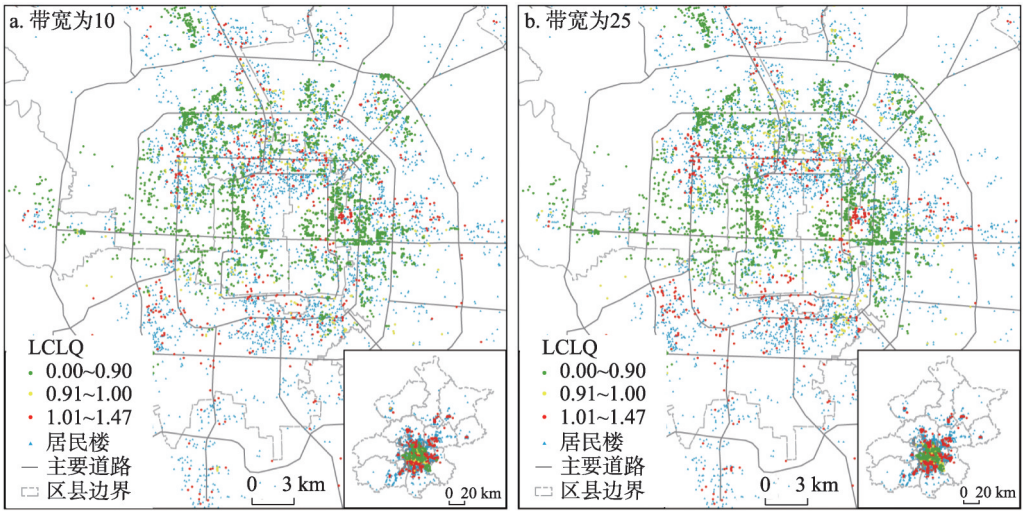 a. 带宽为10
LCLQ
0.00~0.90
0.91~1.00
1.01~1.47
居民楼
主要道路
区县边界
0 3 km
0 20 km
b. 带宽为25
LCLQ
0.00~0.90
0.91~1.00
1.01~1.47
居民楼
主要道路
区县边界
0 3 km
0 20 km